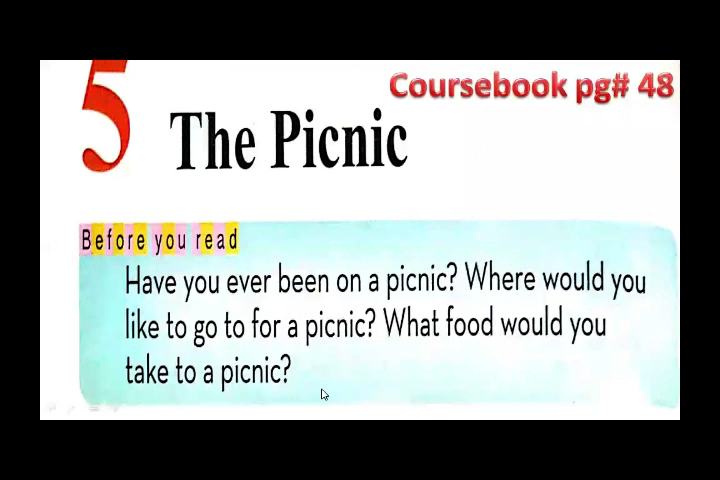 5
Coursebook pg# 48
The Picnic
Before you read
Have you ever been on a picnic? Where would you
like to go to for a picnic? What food would you
take to a picnic?